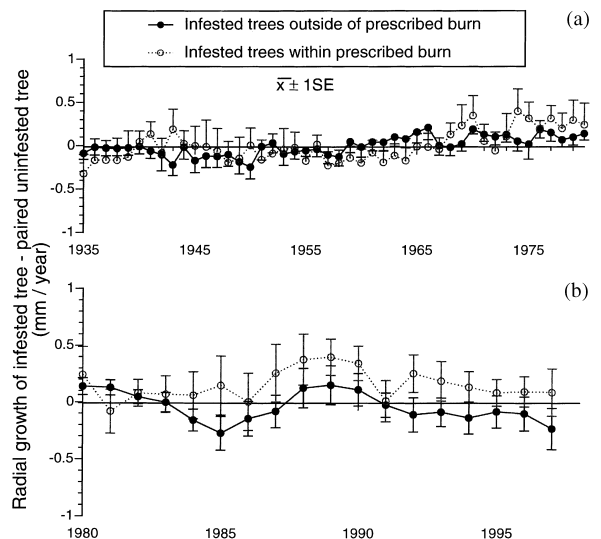 (a)
Infested trees outside of prescribed burn
Infested trees within prescribed burn
x̅ ± 1SE
1
0.5
0
-0.5
-1
1935 1945 1955 1965 1975
Radial growth of infested tree - paired uninfested tree
(mm / year)
(b)
1
0.5
0
-0.5
-1
1980 1985 1990 1995